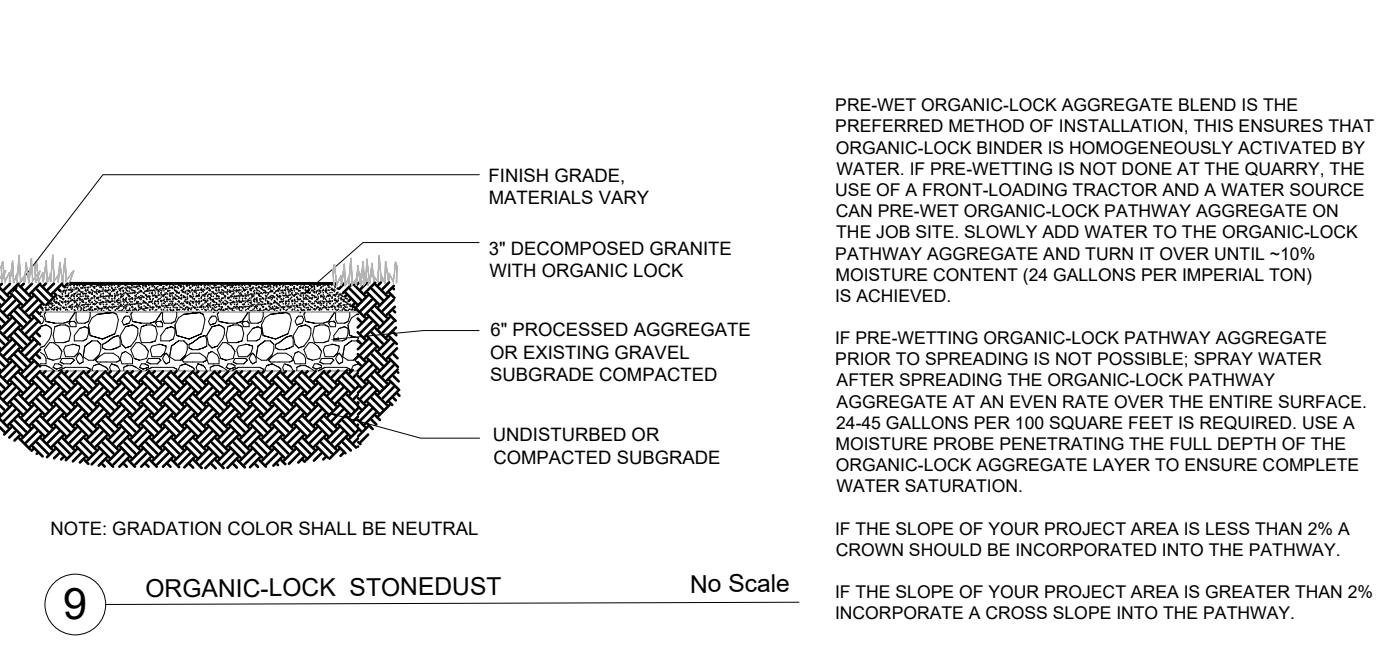 FINISH GRADE,
MATERIALS VARY
3" DECOMPOSED GRANITE
WITH ORGANIC LOCK
6" PROCESSED AGGREGATE
OR EXISTING GRAVEL
SUBGRADE COMPACTED
UNDISTURBED OR
COMPACTED SUBGRADE
NOTE: GRADATION COLOR SHALL BE NEUTRAL
9 ORGANIC-LOCK STONEDUST No Scale
PRE-WET ORGANIC-LOCK AGGREGATE BLEND IS THE
PREFERRED METHOD OF INSTALLATION, THIS ENSURES THAT
ORGANIC-LOCK BINDER IS HOMOGENEOUSLY ACTIVATED BY
WATER. IF PRE-WETTING IS NOT DONE AT THE QUARRY, THE
USE OF A FRONT-LOADING TRACTOR AND A WATER SOURCE
CAN PRE-WET ORGANIC-LOCK PATHWAY AGGREGATE ON
THE JOB SITE. SLOWLY ADD WATER TO THE ORGANIC-LOCK
PATHWAY AGGREGATE AND TURN IT OVER UNTIL ~10%
MOISTURE CONTENT (24 GALLONS PER IMPERIAL TON)
IS ACHIEVED.
IF PRE-WETTING ORGANIC-LOCK PATHWAY AGGREGATE
PRIOR TO SPREADING IS NOT POSSIBLE; SPRAY WATER
AFTER SPREADING THE ORGANIC-LOCK PATHWAY
AGGREGATE AT AN EVEN RATE OVER THE ENTIRE SURFACE.
24-45 GALLONS PER 100 SQUARE FEET IS REQUIRED. USE A
MOISTURE PROBE PENETRATING THE FULL DEPTH OF THE
ORGANIC-LOCK AGGREGATE LAYER TO ENSURE COMPLETE
WATER SATURATION.
IF THE SLOPE OF YOUR PROJECT AREA IS LESS THAN 2% A
CROWN SHOULD BE INCORPORATED INTO THE PATHWAY.
IF THE SLOPE OF YOUR PROJECT AREA IS GREATER THAN 2%
INCORPORATE A CROSS SLOPE INTO THE PATHWAY.